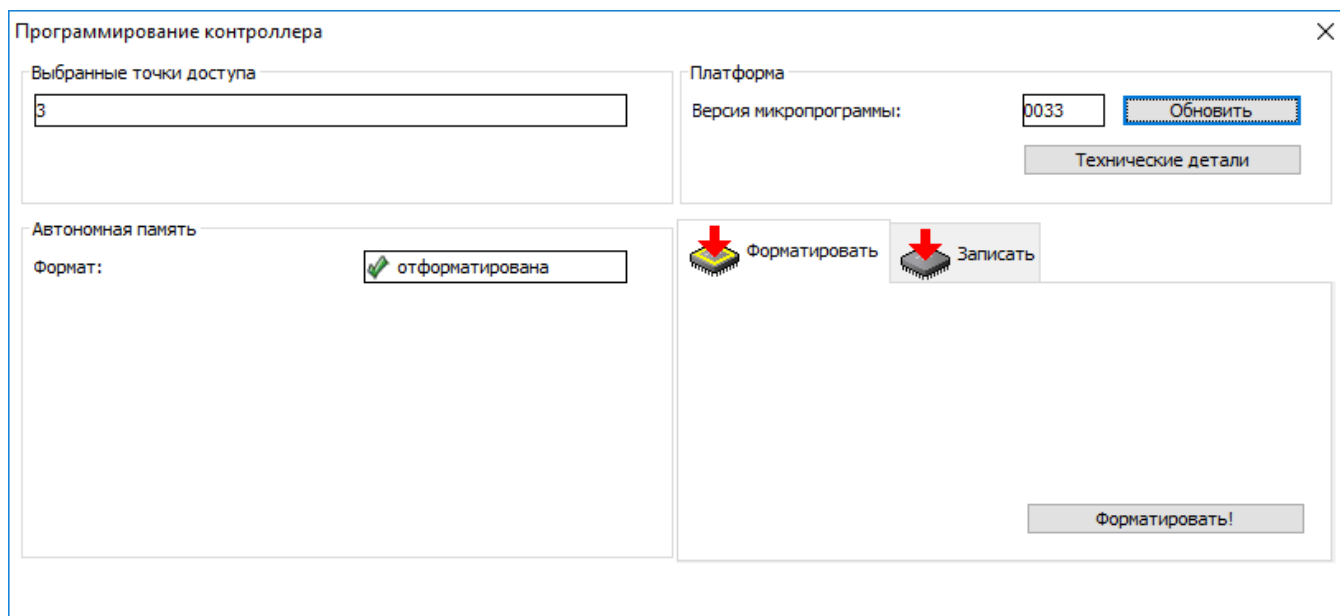 Программирование контроллера
Выбранные точки доступа
3
Платформа
Версия микропрограммы:
0033
Обновить
Технические детали
Автономная память
Формат:
отформатирована
Форматировать
Записать
Форматировать!